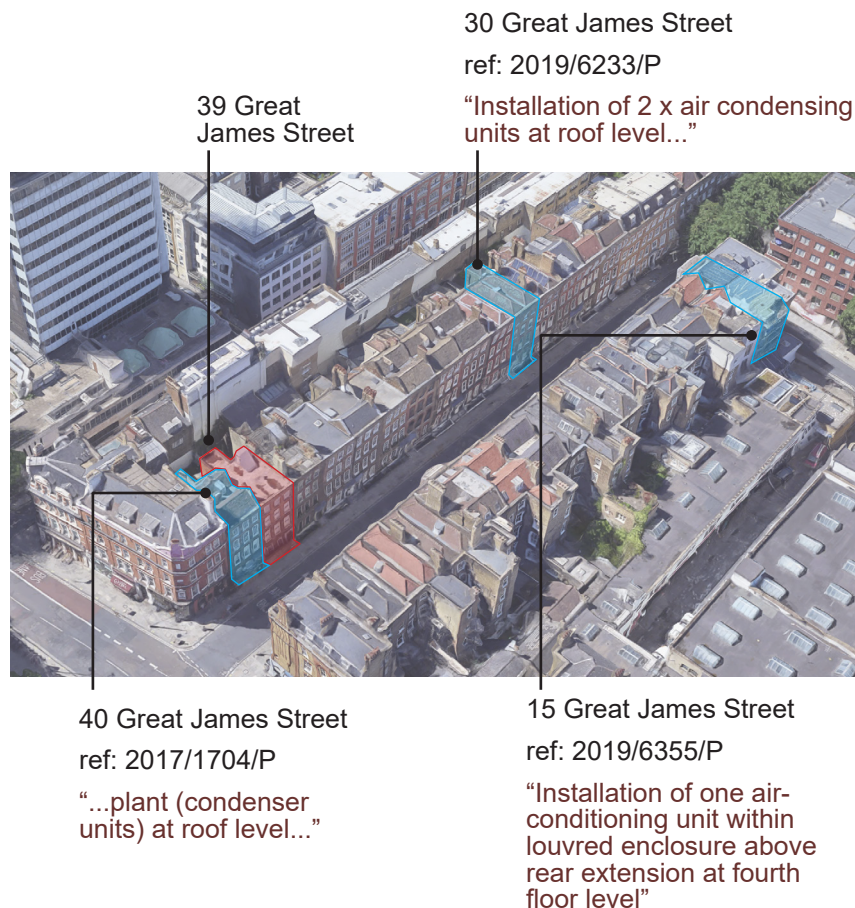 30 Great James Street
ref: 2019/6233/P
“Installation of 2 x air condensing
units at roof level...”
39 Great
James Street
40 Great James Street
ref: 2017/1704/P
“...plant (condenser
units) at roof level...”
15 Great James Street
ref: 2019/6355/P
“Installation of one air-
conditioning unit within
louvred enclosure above
rear extension at fourth
floor level”